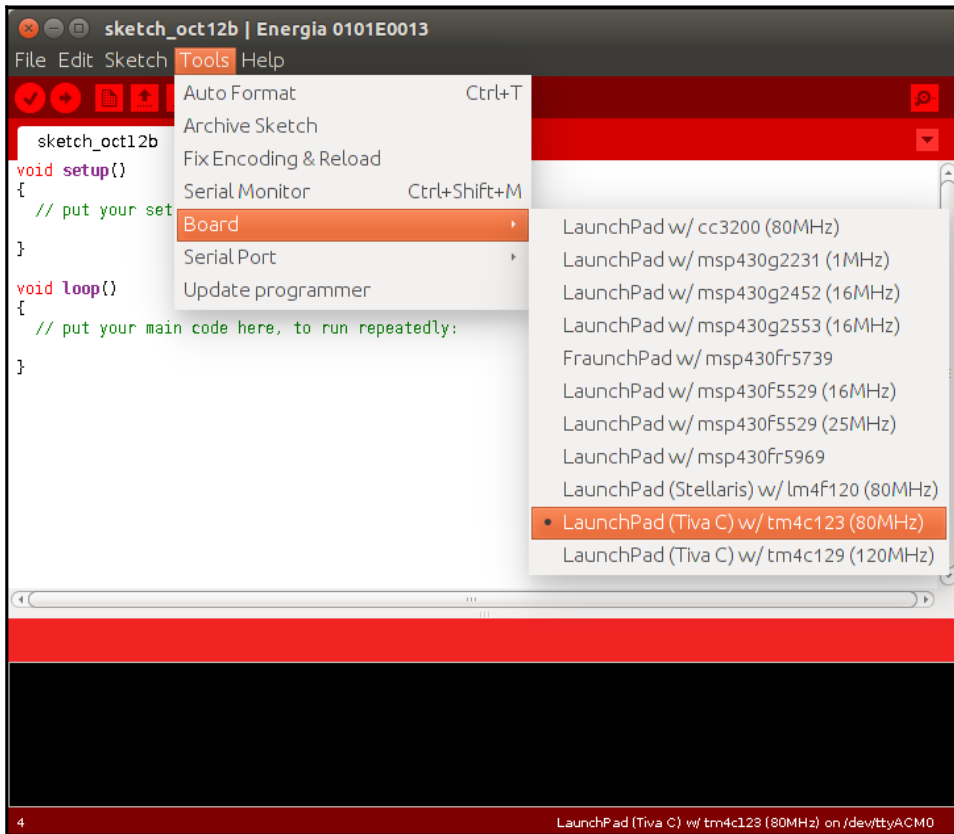 sketch_oct12b | Energia 0101E0013
File Edit Sketch Tools Help
Auto Format Ctrl+T
Archive Sketch
Fix Encoding & Reload
Serial Monitor Ctrl+Shift+M
Board
Serial Port
Update programmer
sketch_oct12b
void setup()
{
// put your set
}
void loop()
{
// put your main code here, to run repeatedly:
}
LaunchPad w/ cc3200 (80MHz)
LaunchPad w/ msp430g2231 (1MHz)
LaunchPad w/ msp430g2452 (16MHz)
LaunchPad w/ msp430g2553 (16MHz)
FraunchPad w/ msp430fr5739
LaunchPad w/ msp430f5529 (16MHz)
LaunchPad w/ msp430f5529 (25MHz)
LaunchPad w/ msp430fr5969
LaunchPad (Stellaris) w/ lm4f120 (80MHz)
LaunchPad (Tiva C) w/ tm4c123 (80MHz)
LaunchPad (Tiva C) w/ tm4c129 (120MHz)
4
LaunchPad (Tiva C) w/ tm4c123 (80MHz) on /dev/ttyACM0